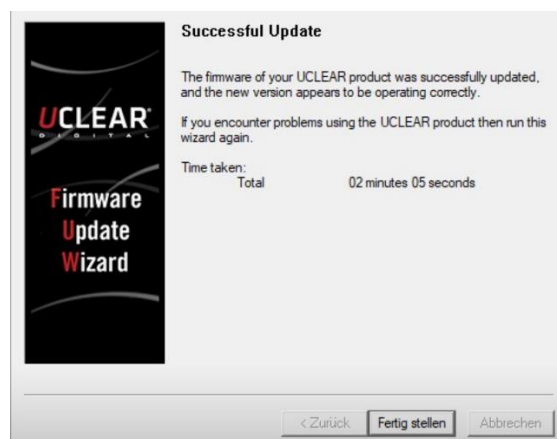 Successful Update
The firmware of your UCLEAR product was successfully updated,
and the new version appears to be operating correctly.
If you encounter problems using the UCLEAR product then run this
wizard again.
Time taken:
Total 02 minutes 05 seconds
UCLEAR
DIGITAL
Firmware
Update
Wizard
< Zurück Fertig stellen Abbrechen